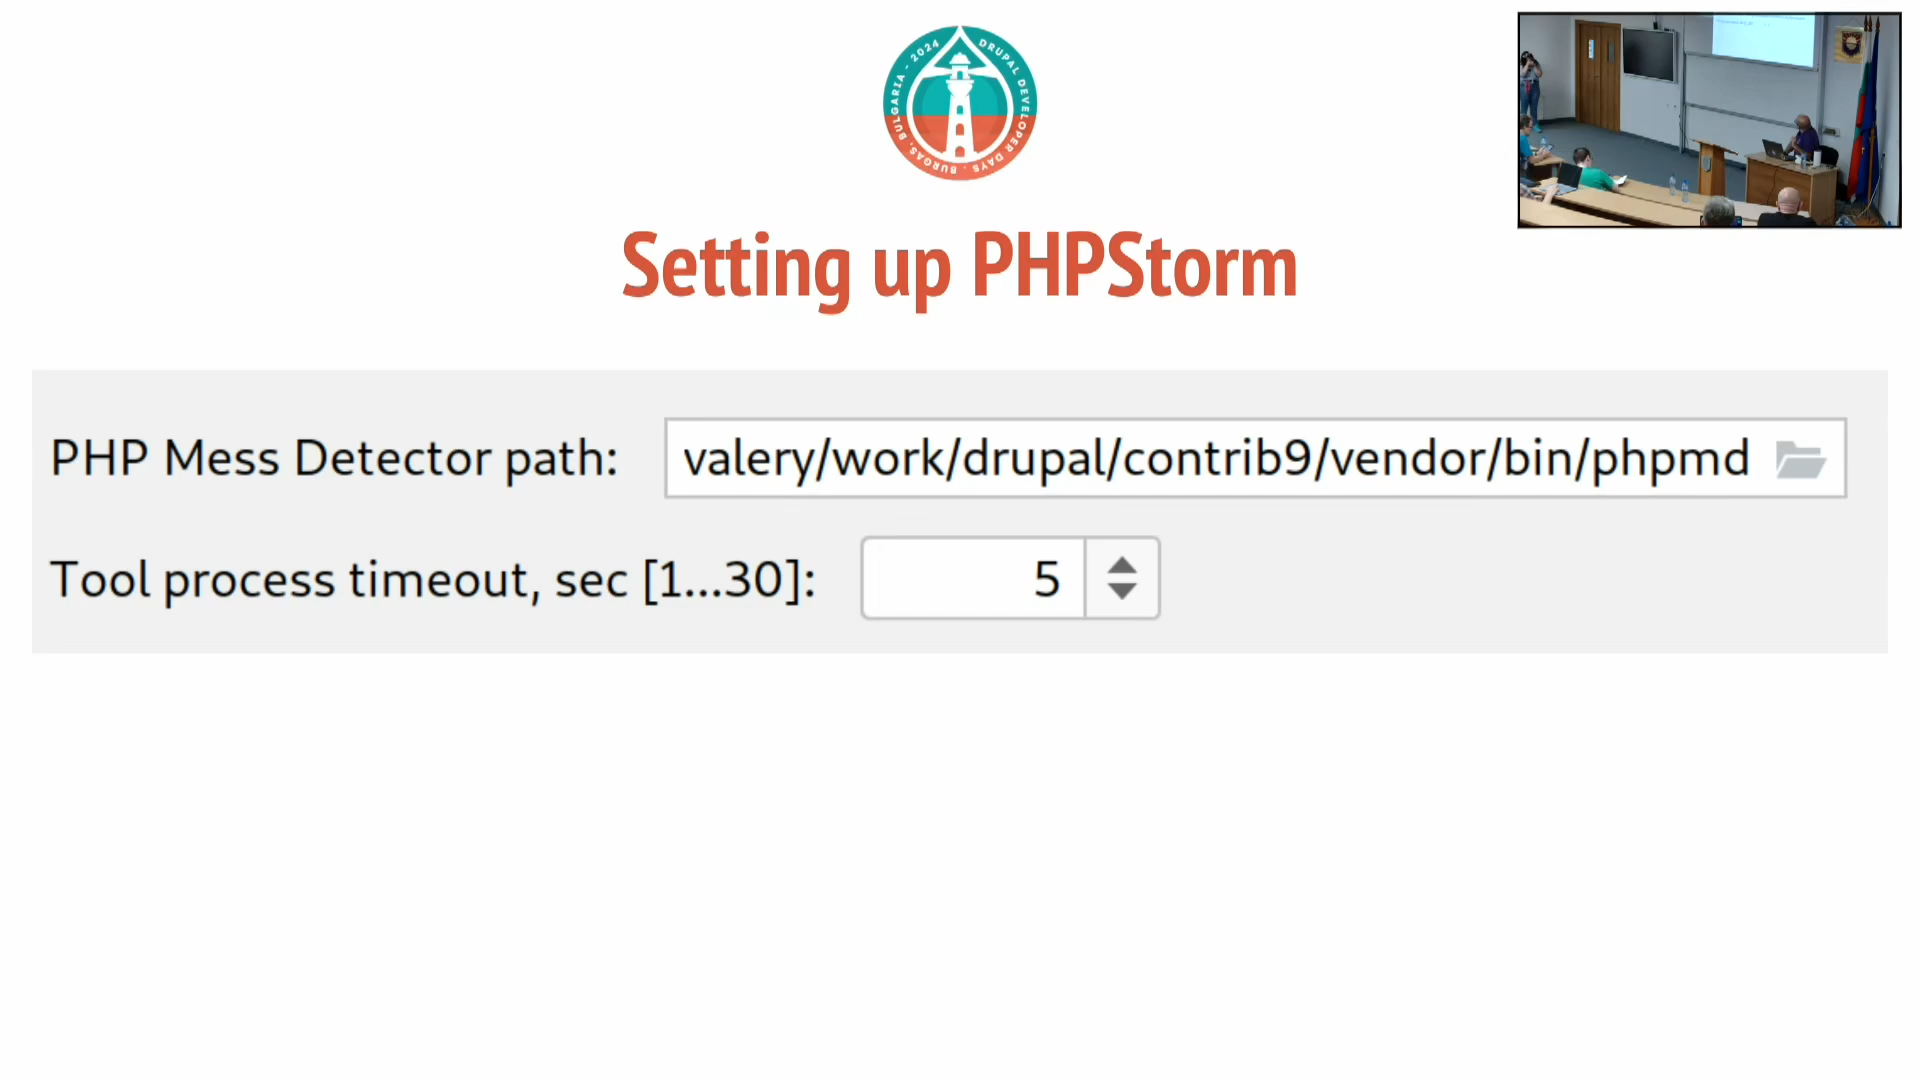 BURGAS, BULGARIA - 2024 DRUPAL DEVELOPER DAYS ·
Setting up PHPStorm
PHP Mess Detector path: valery/work/drupal/contrib9/vendor/bin/phpmd
Tool process timeout, sec [1...30]: 5